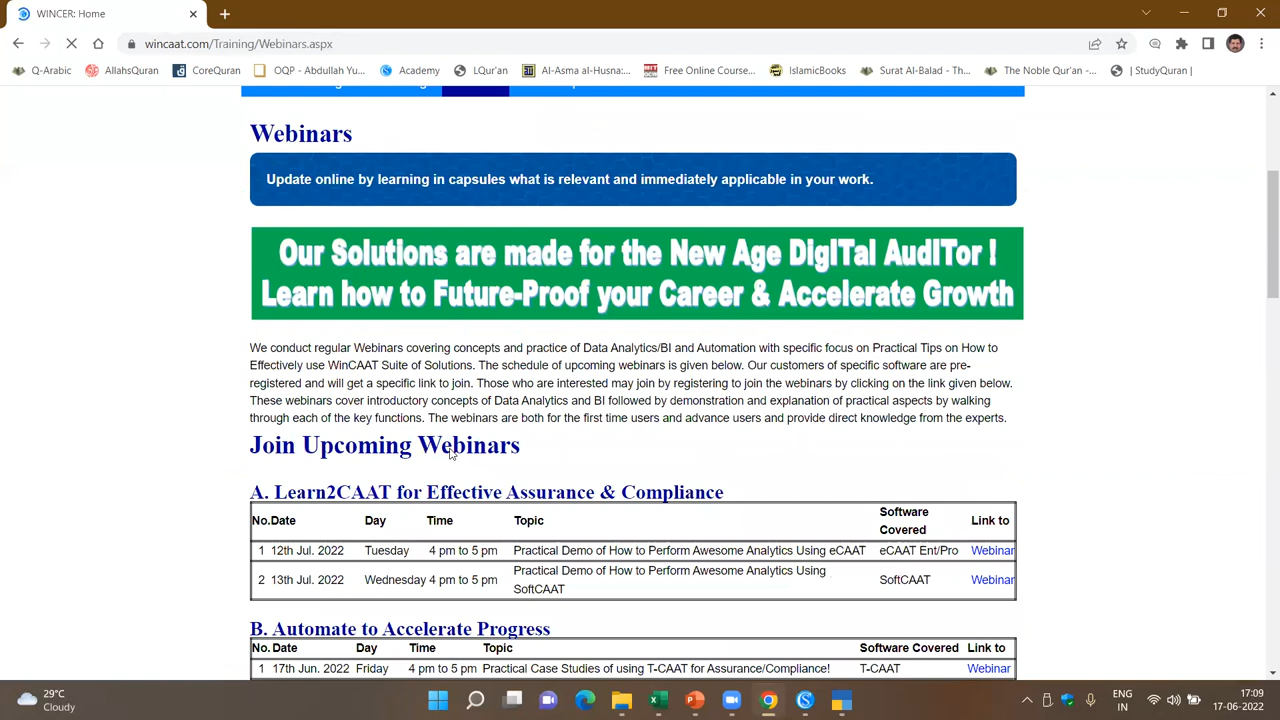 WINCER: Home
wincaat.com/Training/Webinars.aspx
Q-Arabic AllahsQuran CoreQuran OQP - Abdullah Yu... Academy LQur'an Al-Asma al-Husna:... Free Online Course... IslamicBooks Surat Al-Balad - Th... The Noble Qur'an -... | StudyQuran |
Webinars
Update online by learning in capsules what is relevant and immediately applicable in your work.
Our Solutions are made for the New Age DigITal AudITor !
Learn how to Future-Proof your Career & Accelerate Growth
We conduct regular Webinars covering concepts and practice of Data Analytics/BI and Automation with specific focus on Practical Tips on How to
Effectively use WinCAAT Suite of Solutions. The schedule of upcoming webinars is given below. Our customers of specific software are pre-
registered and will get a specific link to join. Those who are interested may join by registering to join the webinars by clicking on the link given below.
These webinars cover introductory concepts of Data Analytics and BI followed by demonstration and explanation of practical aspects by walking
through each of the key functions. The webinars are both for the first time users and advance users and provide direct knowledge from the experts.
Join Upcoming Webinars
A. Learn2CAAT for Effective Assurance & Compliance
No. Date Day Time Topic Software Covered Link to
1 12th Jul. 2022 Tuesday 4 pm to 5 pm Practical Demo of How to Perform Awesome Analytics Using eCAAT eCAAT Ent/Pro Webinar
2 13th Jul. 2022 Wednesday 4 pm to 5 pm Practical Demo of How to Perform Awesome Analytics Using SoftCAAT SoftCAAT Webinar
B. Automate to Accelerate Progress
No. Date Day Time Topic Software Covered Link to
1 17th Jun. 2022 Friday 4 pm to 5 pm Practical Case Studies of using T-CAAT for Assurance/Compliance! T-CAAT Webinar
29°C
Cloudy
ENG
IN
17:09
17-06-2022